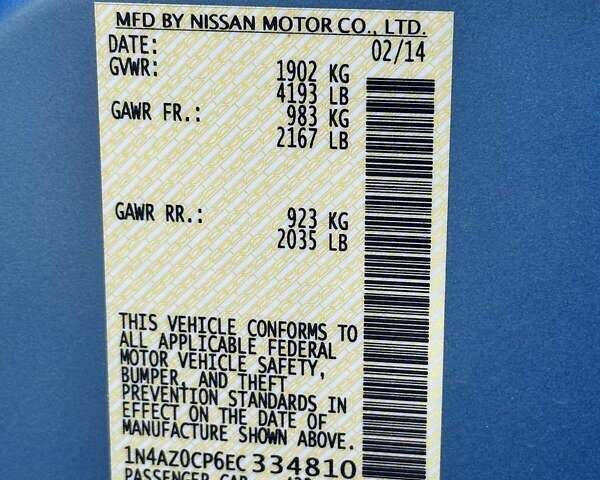 MFD BY NISSAN MOTOR CO., LTD.
DATE: 02/14
GVWR: 1902 KG
4193 LB
GAWR FR.: 983 KG
2167 LB
GAWR RR.: 923 KG
2035 LB
THIS VEHICLE CONFORMS TO
ALL APPLICABLE FEDERAL
MOTOR VEHICLE SAFETY,
BUMPER, AND THEFT
PREVENTION STANDARDS IN
EFFECT ON THE DATE OF
MANUFACTURE SHOWN ABOVE.
1N4AZ0CP6EC334810
PASSENGER CAR